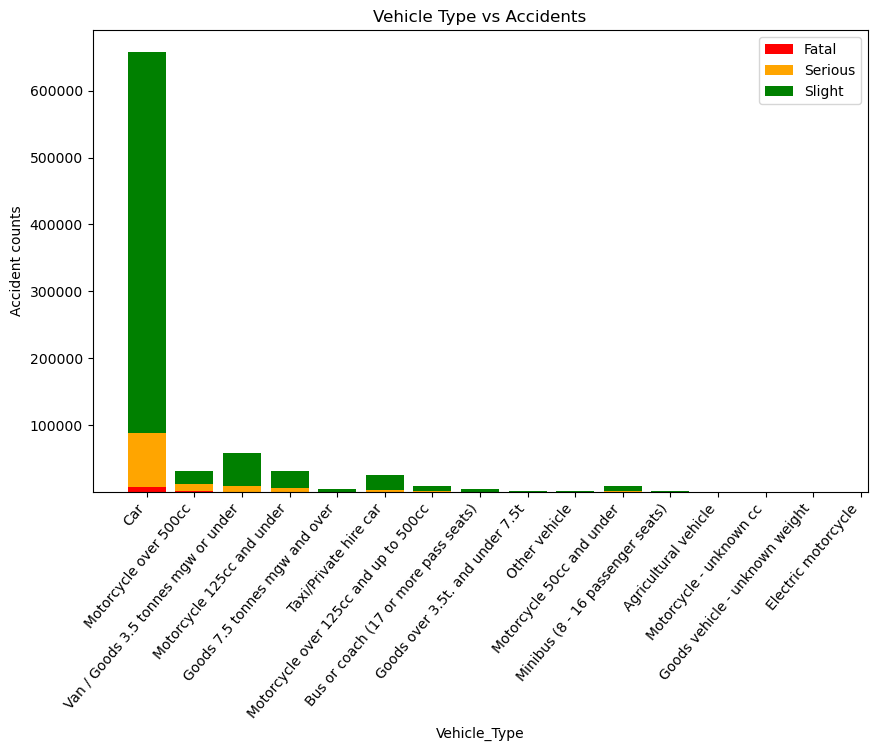 Vehicle Type vs Accidents
Fatal
Serious
Slight
Accident counts
600000
500000
400000
300000
200000
100000
Car
Motorcycle over 500cc
Van / Goods 3.5 tonnes mgw or under
Motorcycle 125cc and under
Goods 7.5 tonnes mgw and over
Taxi/Private hire car
Motorcycle over 125cc and up to 500cc
Bus or coach (17 or more pass seats)
Goods over 3.5t. and under 7.5t
Other vehicle
Motorcycle 50cc and under
Minibus (8 - 16 passenger seats)
Agricultural vehicle
Motorcycle - unknown cc
Goods vehicle - unknown weight
Electric motorcycle
Vehicle_Type